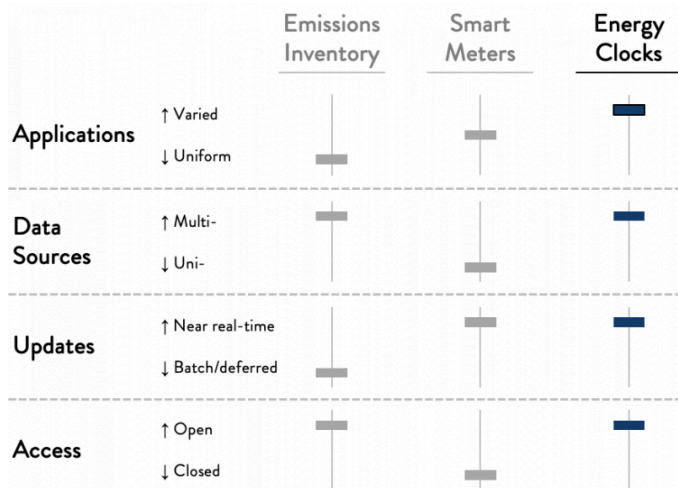 Emissions
Inventory
Smart
Meters
Energy
Clocks
Applications
↑ Varied
↓ Uniform
Data
Sources
↑ Multi-
↓ Uni-
Updates
↑ Near real-time
↓ Batch/deferred
Access
↑ Open
↓ Closed